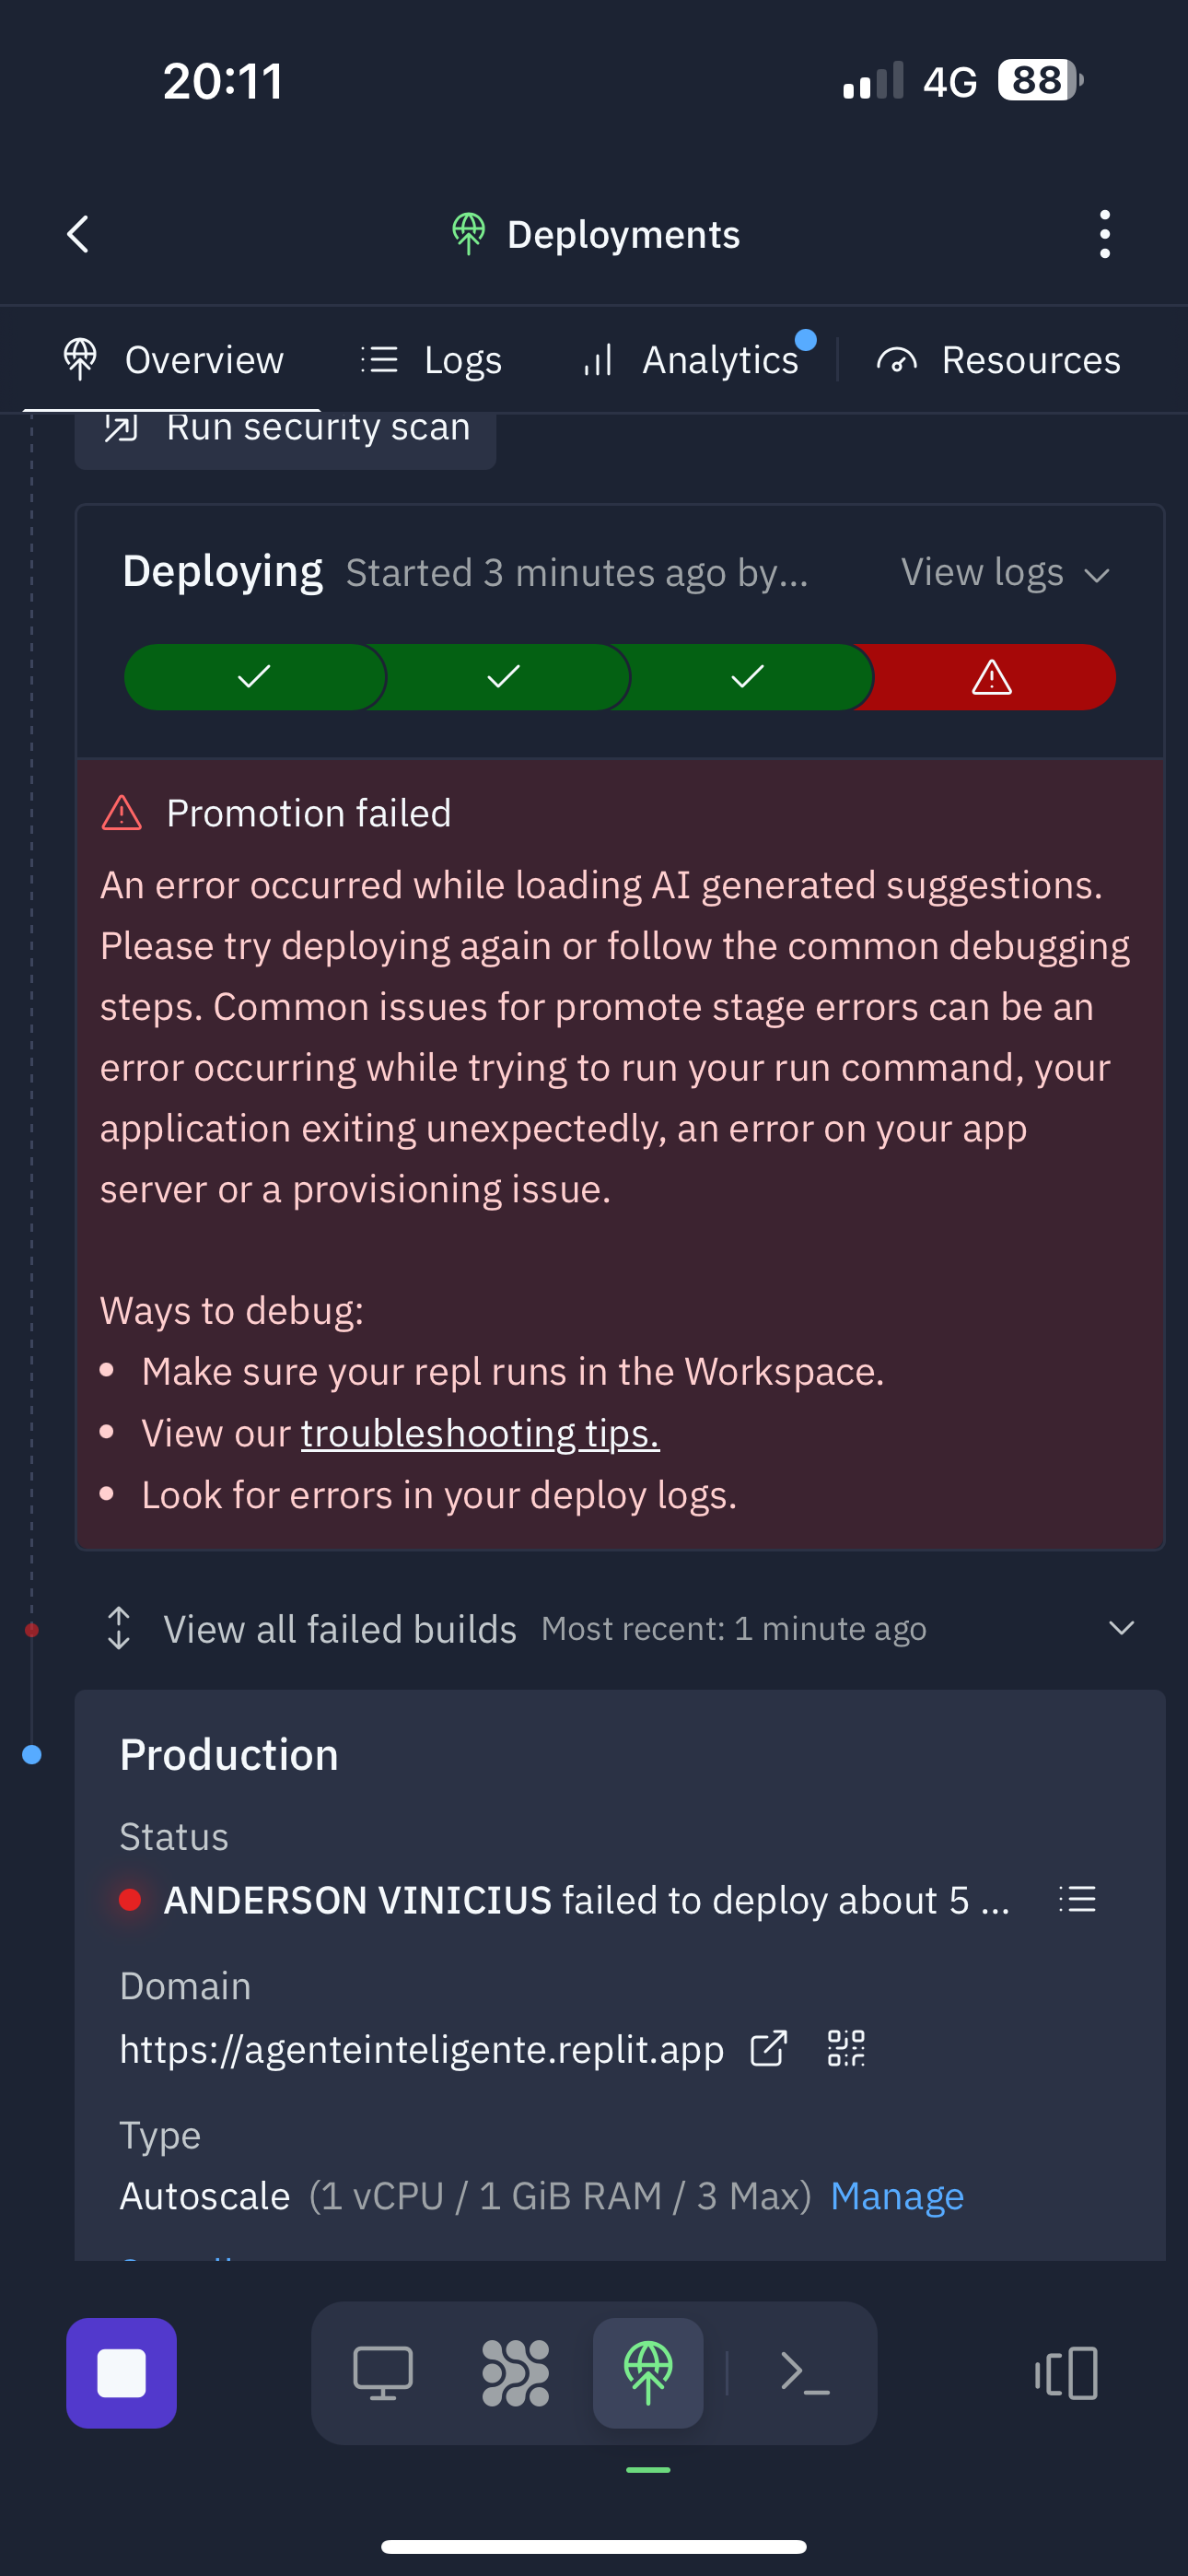 20:11
4G 88
Deployments
Overview Logs Analytics Resources
Run security scan
Deploying Started 3 minutes ago by... View logs
Promotion failed
An error occurred while loading AI generated suggestions.
Please try deploying again or follow the common debugging
steps. Common issues for promote stage errors can be an
error occurring while trying to run your run command, your
application exiting unexpectedly, an error on your app
server or a provisioning issue.
Ways to debug:
• Make sure your repl runs in the Workspace.
• View our troubleshooting tips.
• Look for errors in your deploy logs.
View all failed builds Most recent: 1 minute ago
Production
Status
ANDERSON VINICIUS failed to deploy about 5 ...
Domain
https://agenteinteligente.replit.app
Type
Autoscale (1 vCPU / 1 GiB RAM / 3 Max) Manage